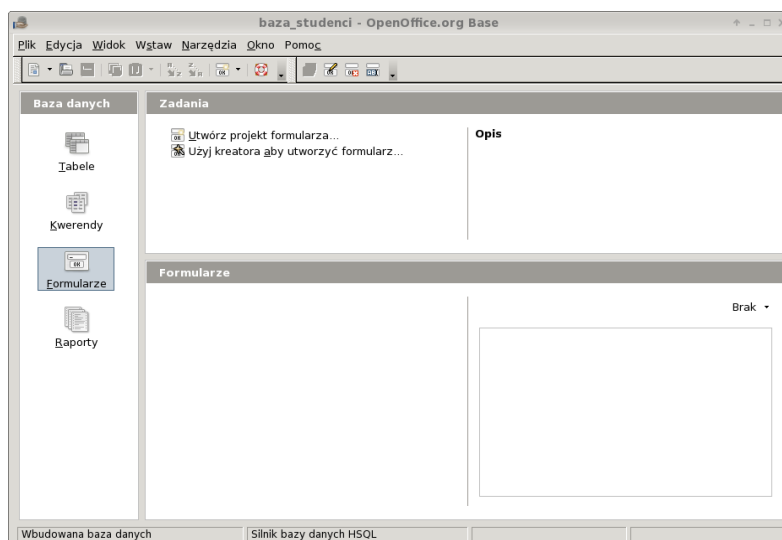 baza_studenci - OpenOffice.org Base
Plik Edycja Widok Wstaw Narzędzia Okno Pomoc
Baza danych
Tabele
Kwerendy
Formularze
Raporty
Zadania
Utwórz projekt formularza...
Użyj kreatora aby utworzyć formularz...
Opis
Formularze
Brak
Wbudowana baza danych
Silnik bazy danych HSQL